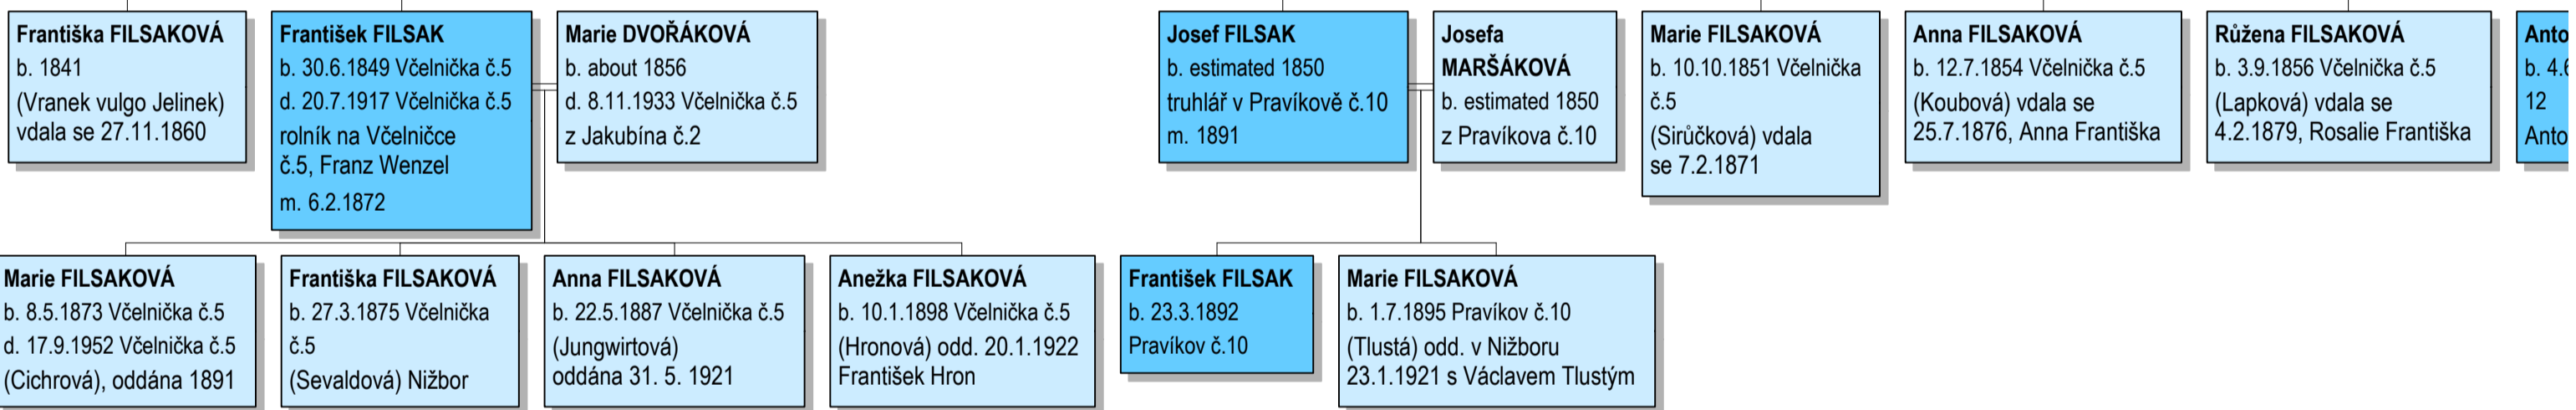 Františka FILSAKOVÁ
b. 1841
(Vranek vulgo Jelinek)
vdala se 27.11.1860
František FILSAK
b. 30.6.1849 Včelnička č.5
d. 20.7.1917 Včelnička č.5
rolník na Včelničce
č.5, Franz Wenzel
m. 6.2.1872
Marie DVOŘÁKOVÁ
b. about 1856
d. 8.11.1933 Včelnička č.5
z Jakubína č.2
Josef FILSAK
b. estimated 1850
truhlář v Pravíkově č.10
m. 1891
Josefa
MARŠÁKOVÁ
b. estimated 1850
z Pravíkova č.10
Marie FILSAKOVÁ
b. 10.10.1851 Včelnička
č.5
(Sirůčková) vdala
se 7.2.1871
Anna FILSAKOVÁ
b. 12.7.1854 Včelnička č.5
(Koubová) vdala se
25.7.1876, Anna Františka
Růžena FILSAKOVÁ
b. 3.9.1856 Včelnička č.5
(Lapková) vdala se
4.2.1879, Rosalie Františka
Anto
b. 4.6
12
Anto
Marie FILSAKOVÁ
b. 8.5.1873 Včelnička č.5
d. 17.9.1952 Včelnička č.5
(Cichrová), oddána 1891
Františka FILSAKOVÁ
b. 27.3.1875 Včelnička
č.5
(Sevaldová) Nižbor
Anna FILSAKOVÁ
b. 22.5.1887 Včelnička č.5
(Jungwirtová)
oddána 31. 5. 1921
Anežka FILSAKOVÁ
b. 10.1.1898 Včelnička č.5
(Hronová) odd. 20.1.1922
František Hron
František FILSAK
b. 23.3.1892
Pravíkov č.10
Marie FILSAKOVÁ
b. 1.7.1895 Pravíkov č.10
(Tlustá) odd. v Nižboru
23.1.1921 s Václavem Tlustým